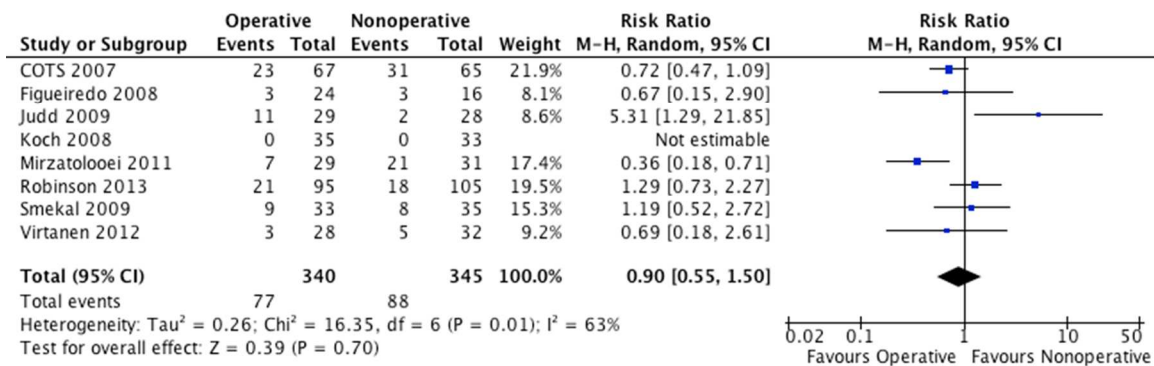 Operative Nonoperative Risk Ratio Risk Ratio
Study or Subgroup Events Total Events Total Weight M-H, Random, 95% CI M-H, Random, 95% CI
COTS 2007 23 67 31 65 21.9% 0.72 [0.47, 1.09]
Figueiredo 2008 3 24 3 16 8.1% 0.67 [0.15, 2.90]
Judd 2009 11 29 2 28 8.6% 5.31 [1.29, 21.85]
Koch 2008 0 35 0 33 Not estimable
Mirzatolooei 2011 7 29 21 31 17.4% 0.36 [0.18, 0.71]
Robinson 2013 21 95 18 105 19.5% 1.29 [0.73, 2.27]
Smekal 2009 9 33 8 35 15.3% 1.19 [0.52, 2.72]
Virtanen 2012 3 28 5 32 9.2% 0.69 [0.18, 2.61]
Total (95% CI) 340 345 100.0% 0.90 [0.55, 1.50]
Total events 77 88
Heterogeneity: Tau² = 0.26; Chi² = 16.35, df = 6 (P = 0.01); I² = 63%
Test for overall effect: Z = 0.39 (P = 0.70)
0.02 0.1 1 10 50
Favours Operative Favours Nonoperative